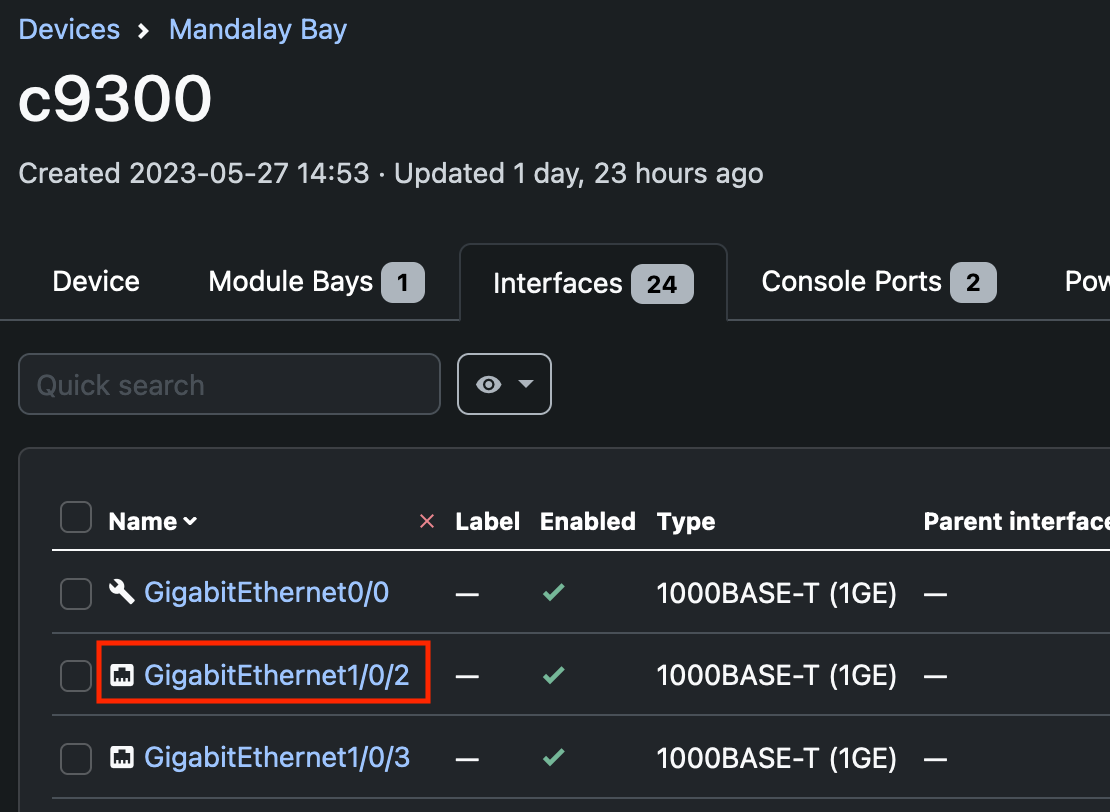 Devices > Mandalay Bay
c9300
Created 2023-05-27 14:53 · Updated 1 day, 23 hours ago
Device Module Bays 1 Interfaces 24 Console Ports 2 Pow
Quick search
Name Label Enabled Type Parent interface
GigabitEthernet0/0 — 1000BASE-T (1GE) —
GigabitEthernet1/0/2 — 1000BASE-T (1GE) —
GigabitEthernet1/0/3 — 1000BASE-T (1GE) —